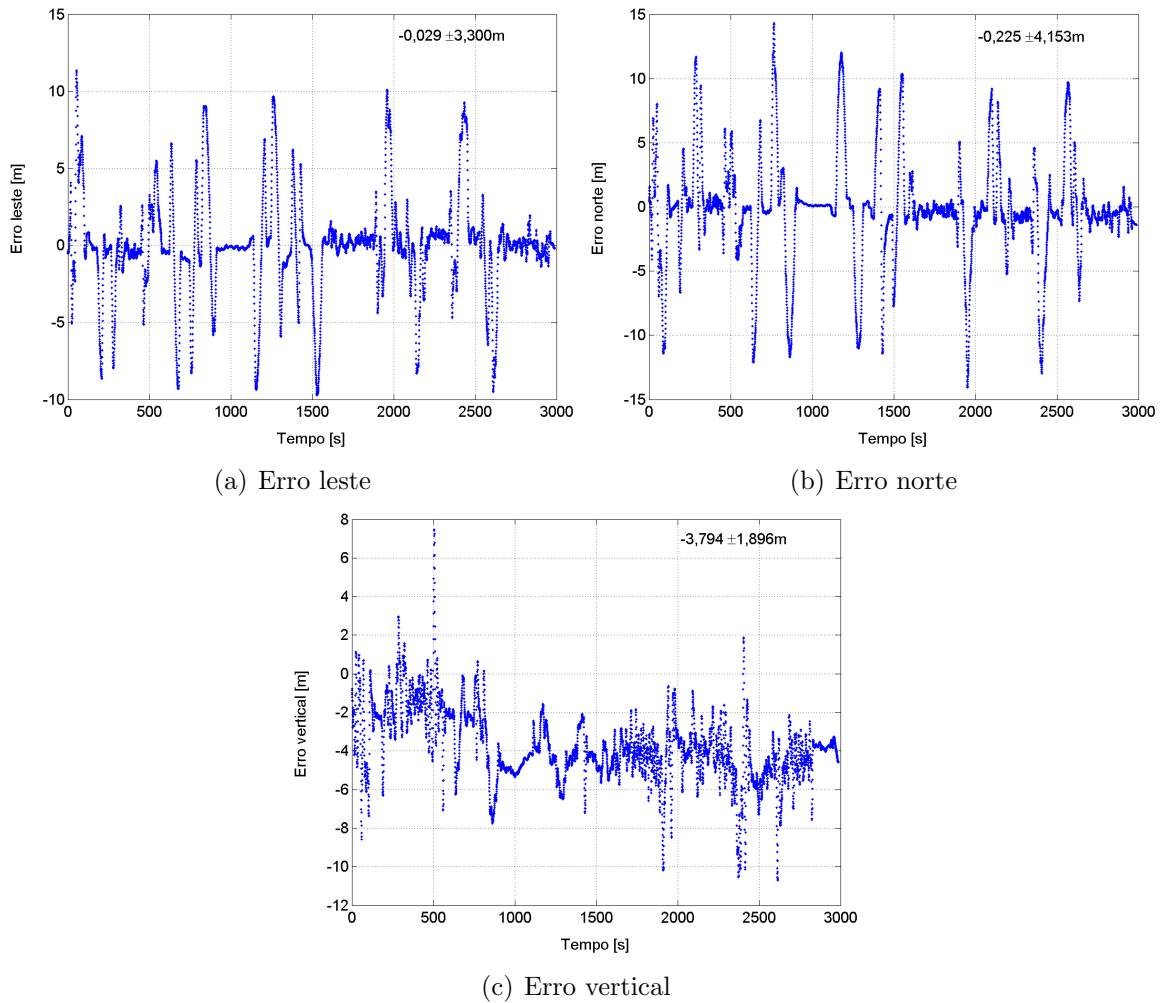 -0,029 ±3,300m
Erro leste [m]
15
10
5
0
-5
-10
0 500 1000 1500 2000 2500 3000
Tempo [s]
(a) Erro leste
-0,225 ±4,153m
Erro norte [m]
15
10
5
0
-5
-10
-15
0 500 1000 1500 2000 2500 3000
Tempo [s]
(b) Erro norte
-3,794 ±1,896m
Erro vertical [m]
8
6
4
2
0
-2
-4
-6
-8
-10
-12
0 500 1000 1500 2000 2500 3000
Tempo [s]
(c) Erro vertical